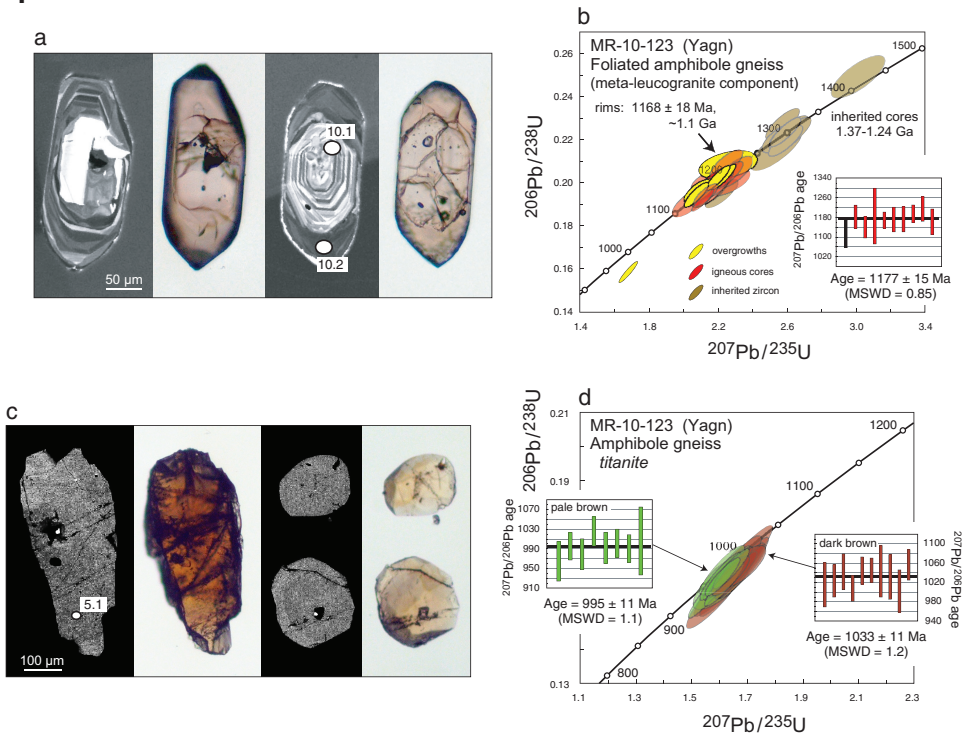 a
10.1
10.2
50 µm
b
MR-10-123 (Yagn)
Foliated amphibole gneiss
(meta-leucogranite component)
rims: 1168 ± 18 Ma,
~1.1 Ga
inherited cores
1.37-1.24 Ga
1500
1400
1300
1200
1100
1000
overgrowths
igneous cores
inherited zircon
0.26
0.24
0.22
0.20
0.18
0.16
0.14
206Pb/238U
1.4
1.8
2.2
2.6
3.0
3.4
207Pb/235U
1340
1260
1180
1100
1020
207Pb/206Pb age
Age = 1177 ± 15 Ma
(MSWD = 0.85)
c
5.1
100 µm
d
MR-10-123 (Yagn)
Amphibole gneiss
titanite
1200
1100
1000
900
800
0.21
0.19
0.13
206Pb/238U
1.1
1.3
1.5
1.7
1.9
2.1
2.3
207Pb/235U
pale brown
1070
1030
990
950
910
207Pb/206Pb age
Age = 995 ± 11 Ma
(MSWD = 1.1)
dark brown
1100
1060
1020
980
940
207Pb/206Pb age
Age = 1033 ± 11 Ma
(MSWD = 1.2)